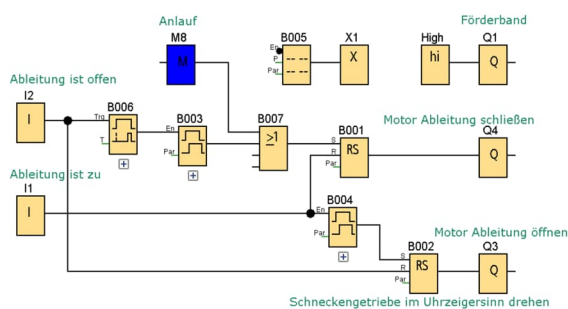 Anlauf
Förderband
M8
B005
X1
High
Q1
M
En
P
Par
X
hi
Q
Ableitung ist offen
I2
B006
B003
B007
B001
Motor Ableitung schließen
Q4
I
Trg
T
En
Par
≥1
S
R
Par
RS
Q
Ableitung ist zu
I1
I
B004
En
Par
Motor Ableitung öffnen
B002
Q3
S
R
Par
RS
Q
Schneckengetriebe im Uhrzeigersinn drehen